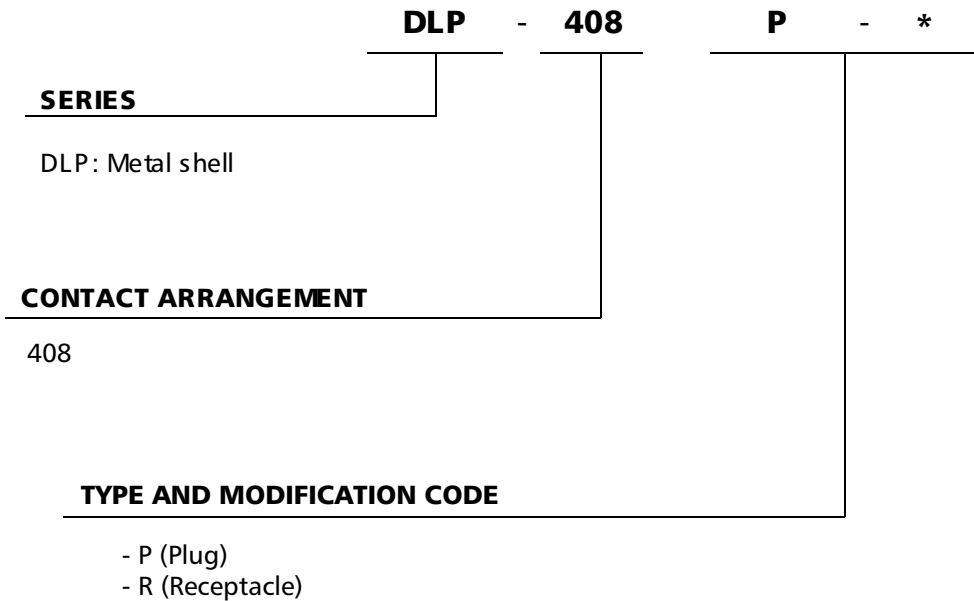 DLP - 408 P - *
SERIES
DLP: Metal shell
CONTACT ARRANGEMENT
408
TYPE AND MODIFICATION CODE
- P (Plug)
- R (Receptacle)